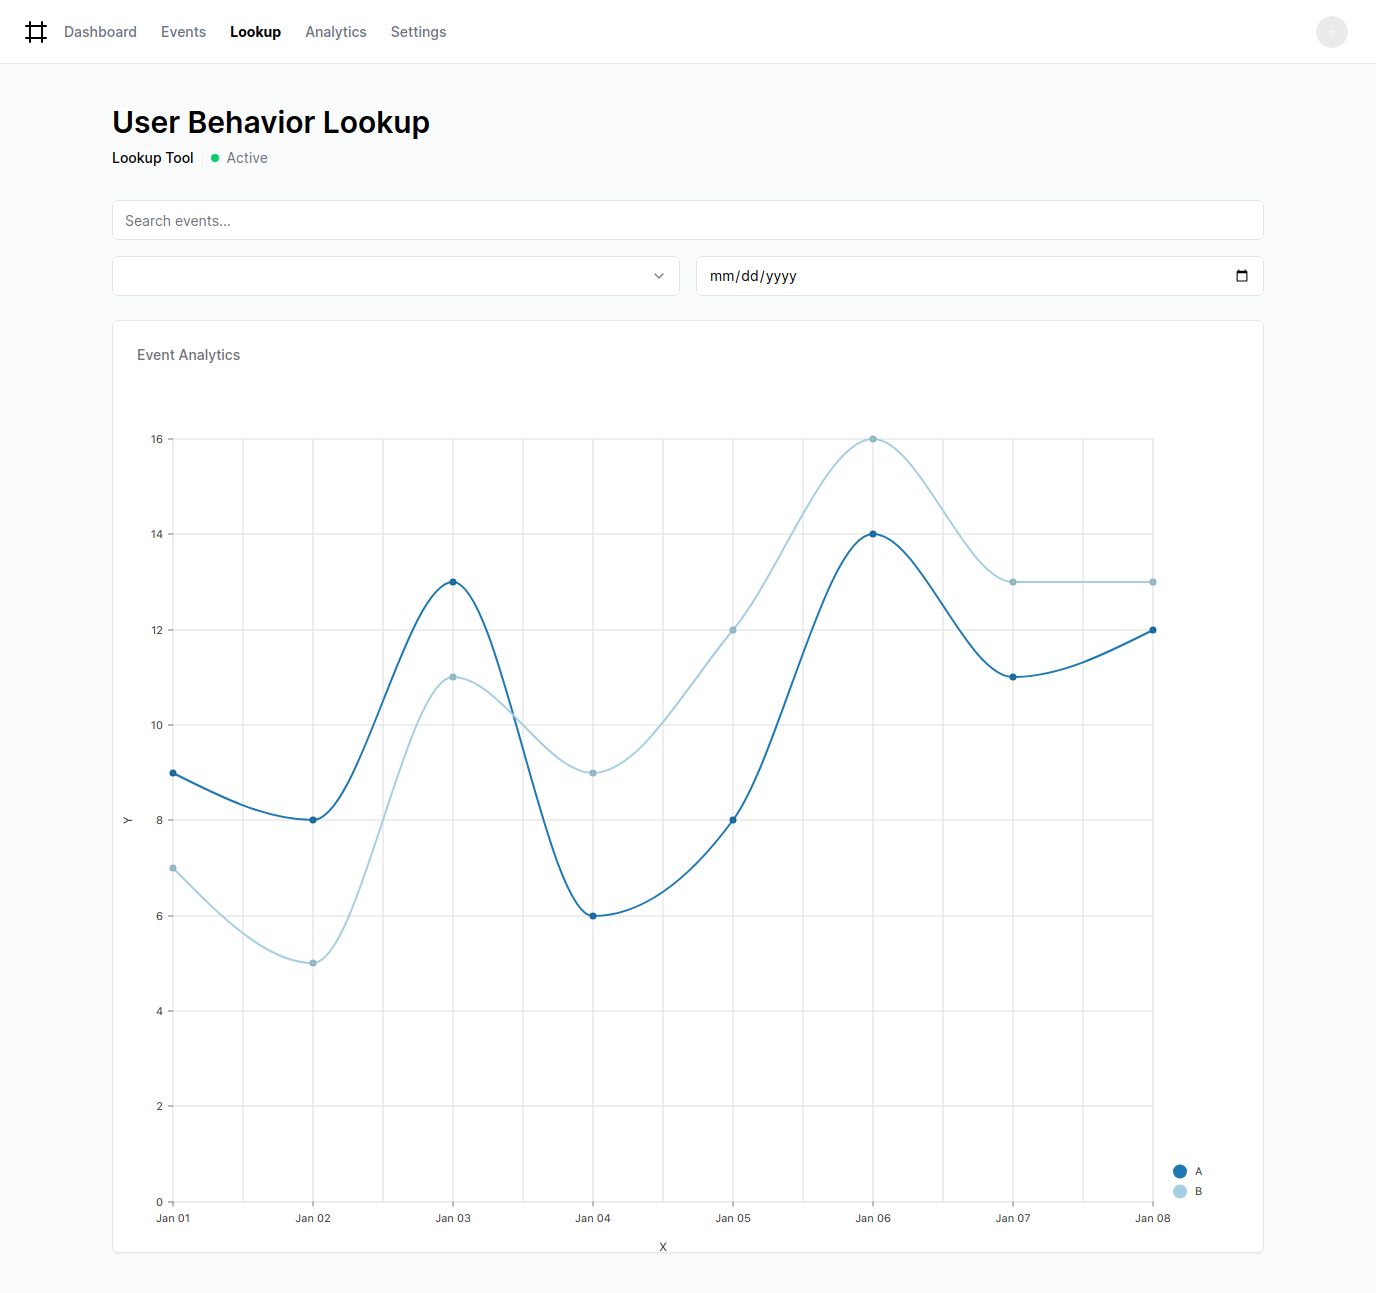 Dashboard Events Lookup Analytics Settings
User Behavior Lookup
Lookup Tool Active
Search events...
mm/dd/yyyy
Event Analytics
16
14
12
10
8
6
4
2
0
Y
Jan 01 Jan 02 Jan 03 Jan 04 Jan 05 Jan 06 Jan 07 Jan 08
X
A
B